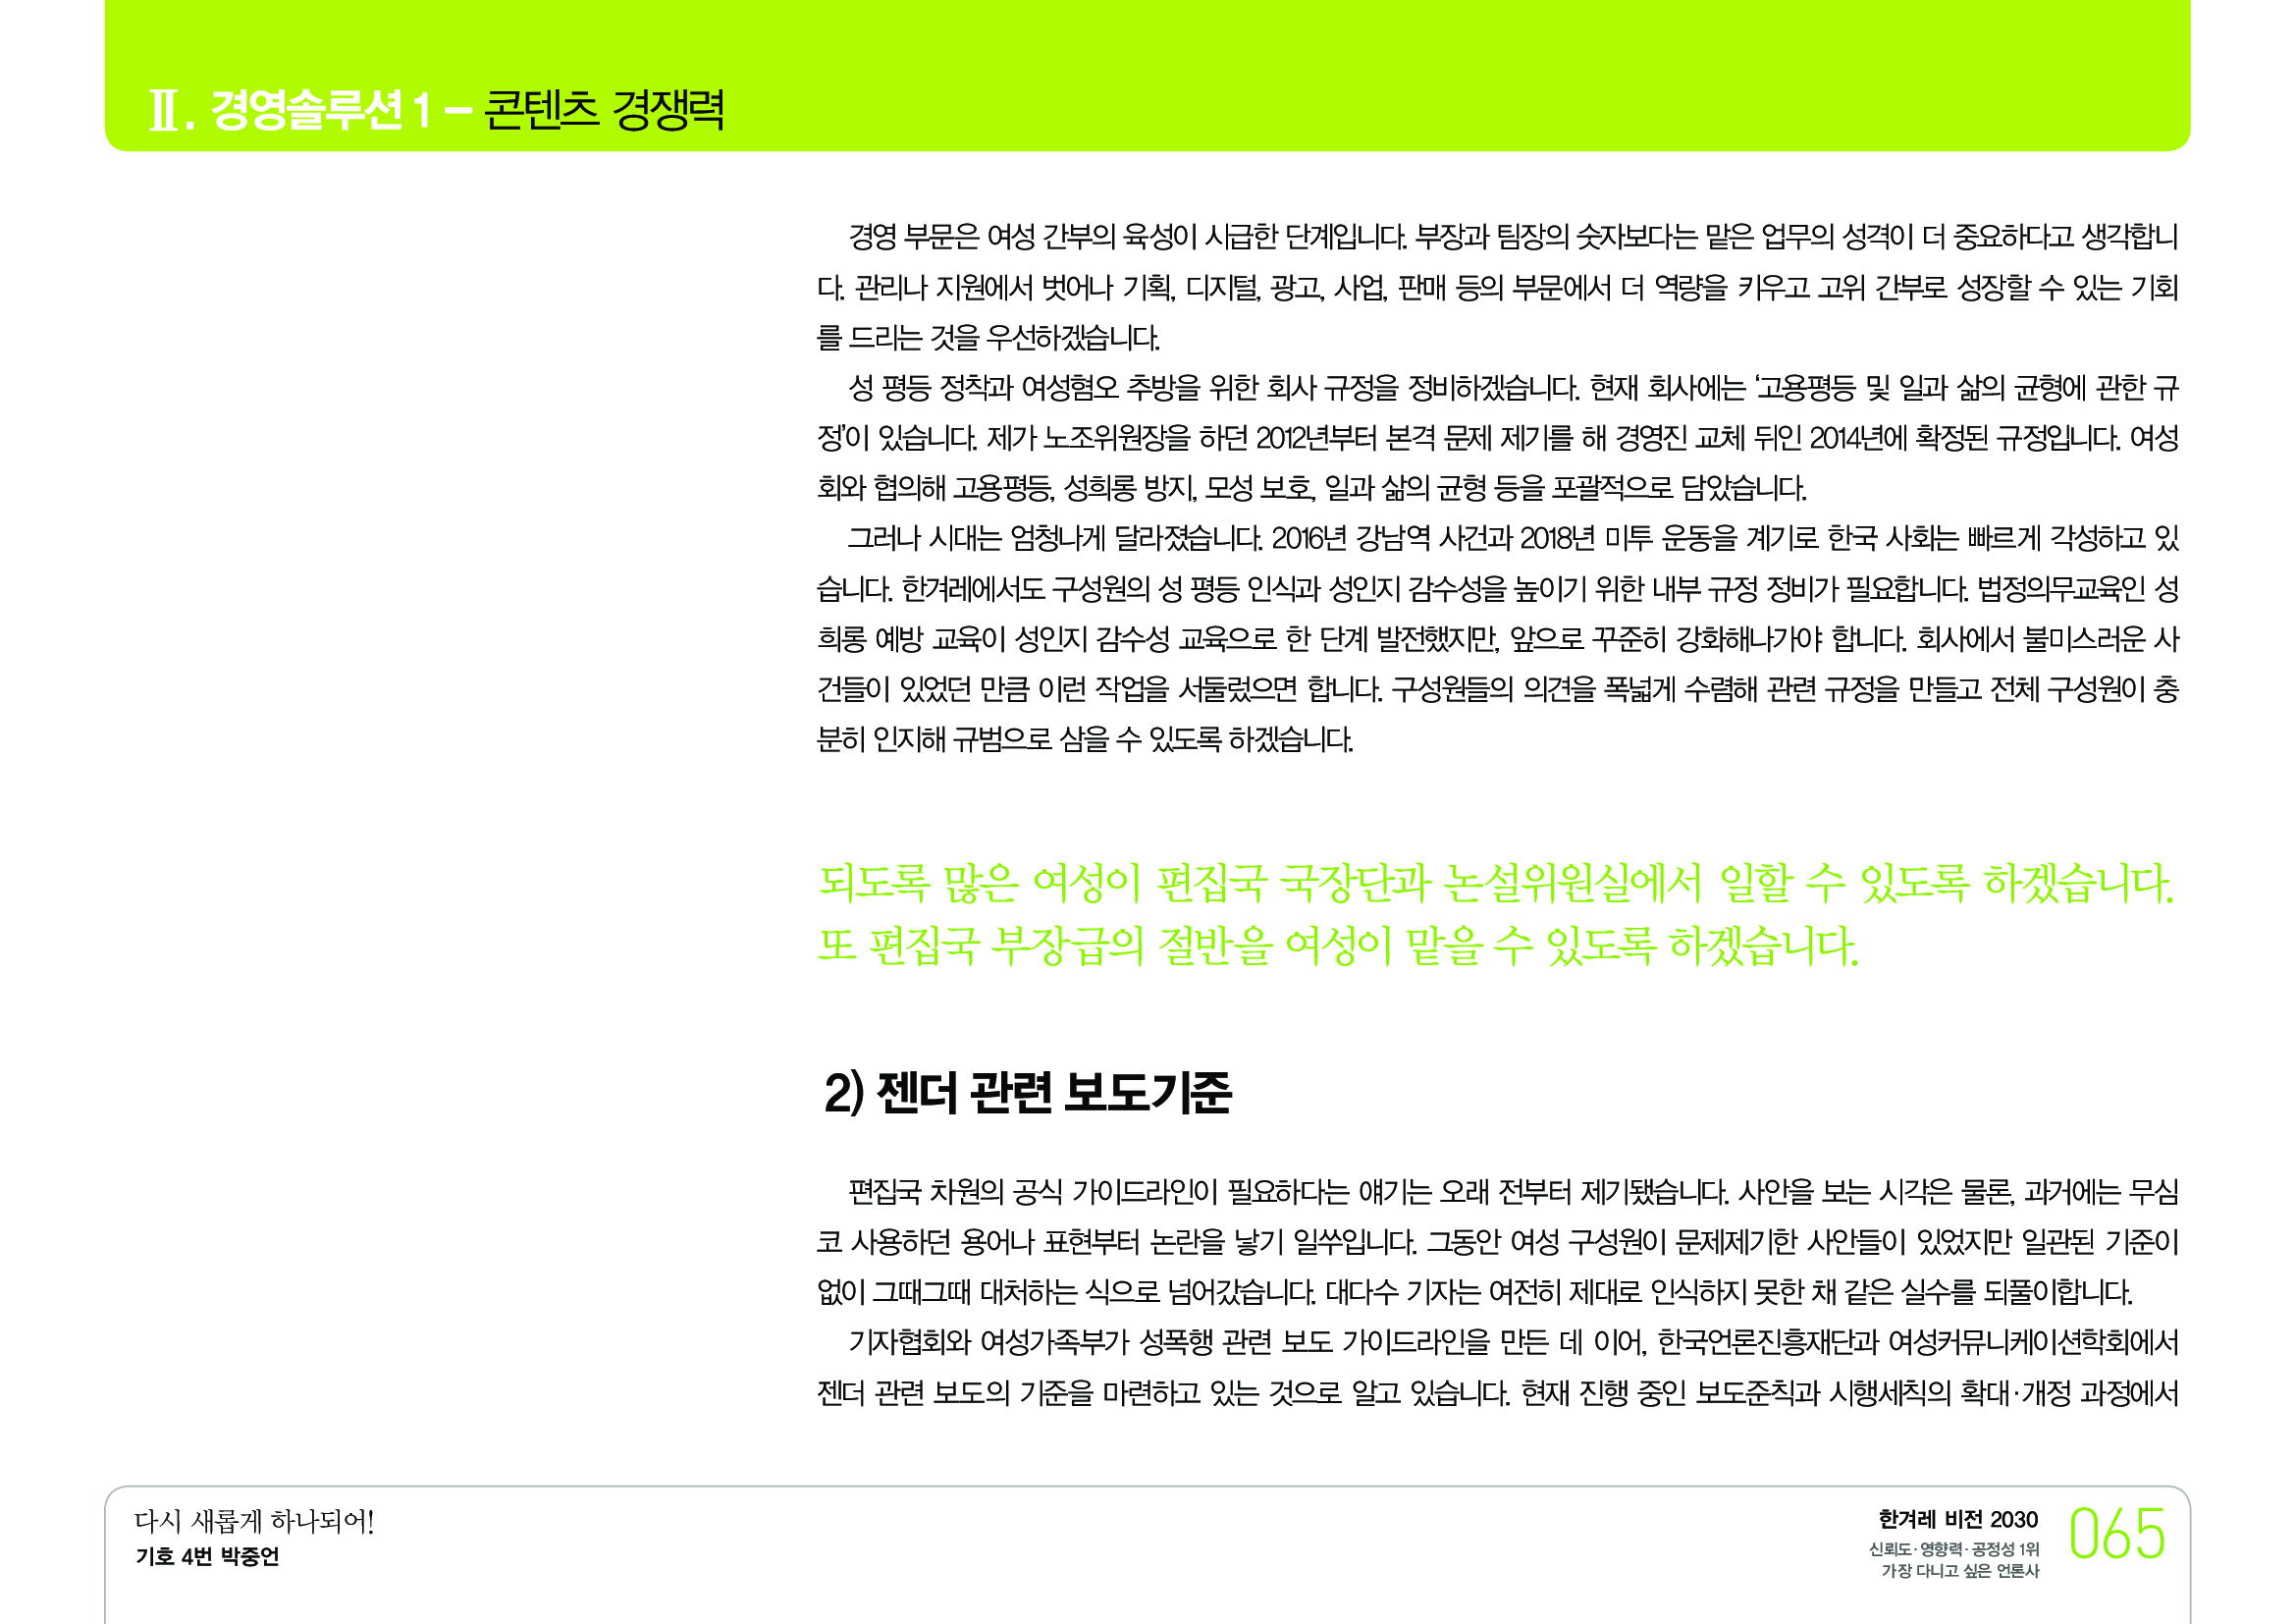 Ⅱ. 경영솔루션 1 – 콘텐츠 경쟁력
경영 부문은 여성 간부의 육성이 시급한 단계입니다. 부장과 팀장의 숫자보다는 맡은 업무의 성격이 더 중요하다고 생각합니
다. 관리나 지원에서 벗어나 기획, 디지털, 광고, 사업, 판매 등의 부문에서 더 역량을 키우고 고위 간부로 성장할 수 있는 기회
를 드리는 것을 우선하겠습니다.
성 평등 정착과 여성혐오 추방을 위한 회사 규정을 정비하겠습니다. 현재 회사에는 ‘고용평등 및 일과 삶의 균형에 관한 규
정’이 있습니다. 제가 노조위원장을 하던 2012년부터 본격 문제 제기를 해 경영진 교체 뒤인 2014년에 확정된 규정입니다. 여성
회와 협의해 고용평등, 성희롱 방지, 모성 보호, 일과 삶의 균형 등을 포괄적으로 담았습니다.
그러나 시대는 엄청나게 달라졌습니다. 2016년 강남역 사건과 2018년 미투 운동을 계기로 한국 사회는 빠르게 각성하고 있
습니다. 한겨레에서도 구성원의 성 평등 인식과 성인지 감수성을 높이기 위한 내부 규정 정비가 필요합니다. 법정의무교육인 성
희롱 예방 교육이 성인지 감수성 교육으로 한 단계 발전했지만, 앞으로 꾸준히 강화해나가야 합니다. 회사에서 불미스러운 사
건들이 있었던 만큼 이런 작업을 서둘렀으면 합니다. 구성원들의 의견을 폭넓게 수렴해 관련 규정을 만들고 전체 구성원이 충
분히 인지해 규범으로 삼을 수 있도록 하겠습니다.
되도록 많은 여성이 편집국 국장단과 논설위원실에서 일할 수 있도록 하겠습니다.
또 편집국 부장급의 절반을 여성이 맡을 수 있도록 하겠습니다.
2) 젠더 관련 보도기준
편집국 차원의 공식 가이드라인이 필요하다는 얘기는 오래 전부터 제기됐습니다. 사안을 보는 시각은 물론, 과거에는 무심
코 사용하던 용어나 표현부터 논란을 낳기 일쑤입니다. 그동안 여성 구성원이 문제제기한 사안들이 있었지만 일관된 기준이
없이 그때그때 대처하는 식으로 넘어갔습니다. 대다수 기자는 여전히 제대로 인식하지 못한 채 같은 실수를 되풀이합니다.
기자협회와 여성가족부가 성폭행 관련 보도 가이드라인을 만든 데 이어, 한국언론진흥재단과 여성커뮤니케이션학회에서
젠더 관련 보도의 기준을 마련하고 있는 것으로 알고 있습니다. 현재 진행 중인 보도준칙과 시행세칙의 확대·개정 과정에서
다시 새롭게 하나되어!
기호 4번 박중언
한겨레 비전 2030
신뢰도·영향력·공정성 1위
가장 다니고 싶은 언론사
065